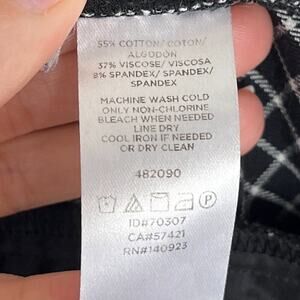 55% COTTON/COTON/
ALGODON
37% VISCOSE/ VISCOSA
8% SPANDEX/ SPANDEX/
SPANDEX
MACHINE WASH COLD
ONLY NON-CHLORINE
BLEACH WHEN NEEDED
LINE DRY
COOL IRON IF NEEDED
OR DRY CLEAN
482090
P
ID#70307
CA#57421
RN#140923